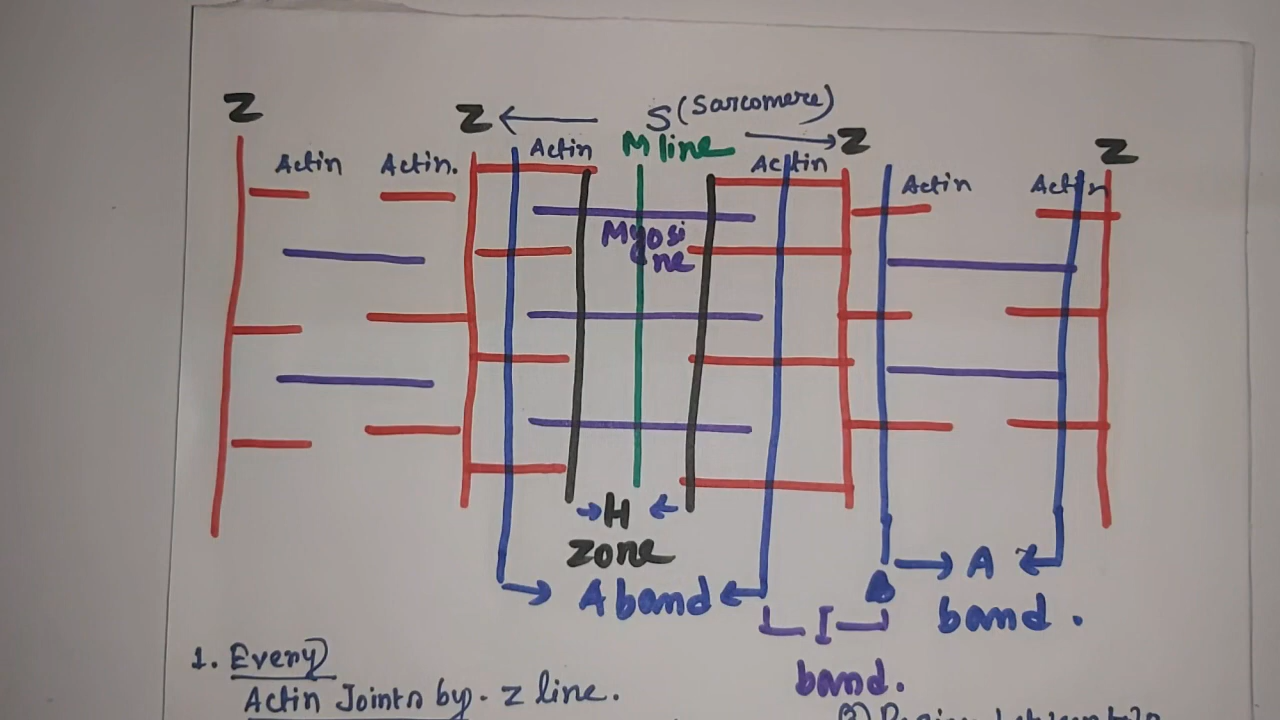 Z Z ← S(Sarcomere) → Z Z
Actin Actin. Actin M line Actin Actin Actin
Myosi
ne
→ H ←
zone
→ A band ←
B → A ←
band.
I
band.
1. Every
Actin Joints by - Z line.